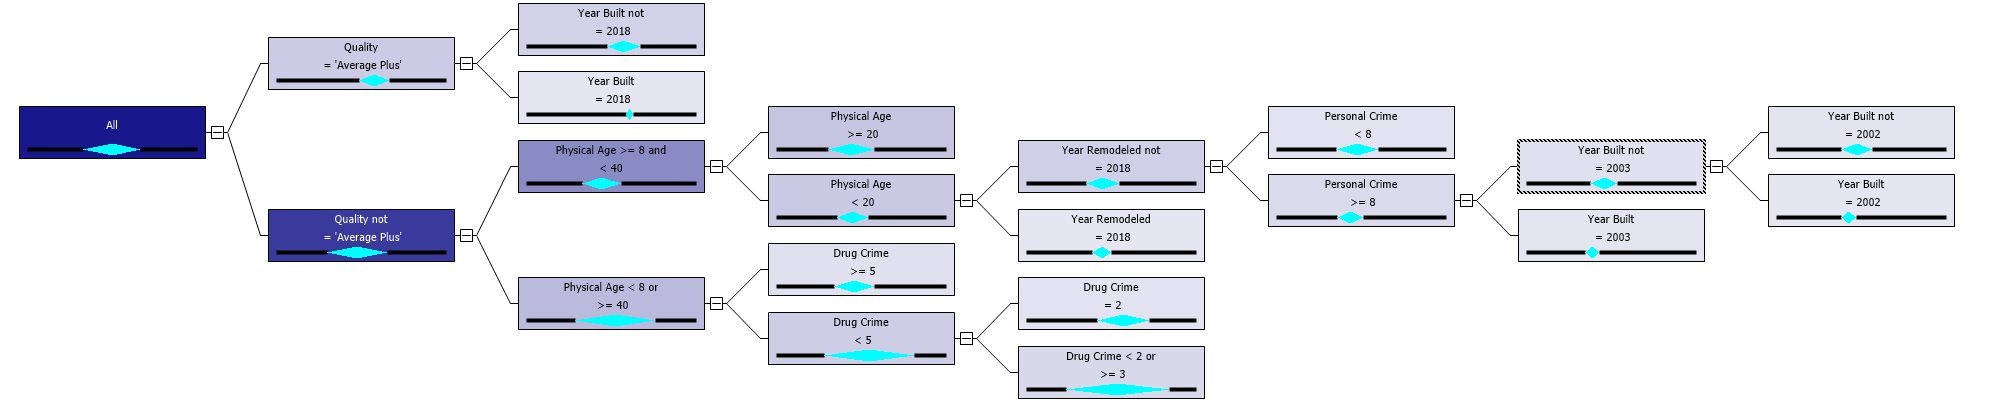 All
Quality
= 'Average Plus'
Quality not
= 'Average Plus'
Year Built not
= 2018
Year Built
= 2018
Physical Age >= 8 and
< 40
Physical Age < 8 or
>= 40
Physical Age
>= 20
Physical Age
< 20
Drug Crime
>= 5
Drug Crime
< 5
Year Remodeled not
= 2018
Year Remodeled
= 2018
Drug Crime
= 2
Drug Crime < 2 or
>= 3
Personal Crime
< 8
Personal Crime
>= 8
Year Built not
= 2003
Year Built
= 2003
Year Built not
= 2002
Year Built
= 2002